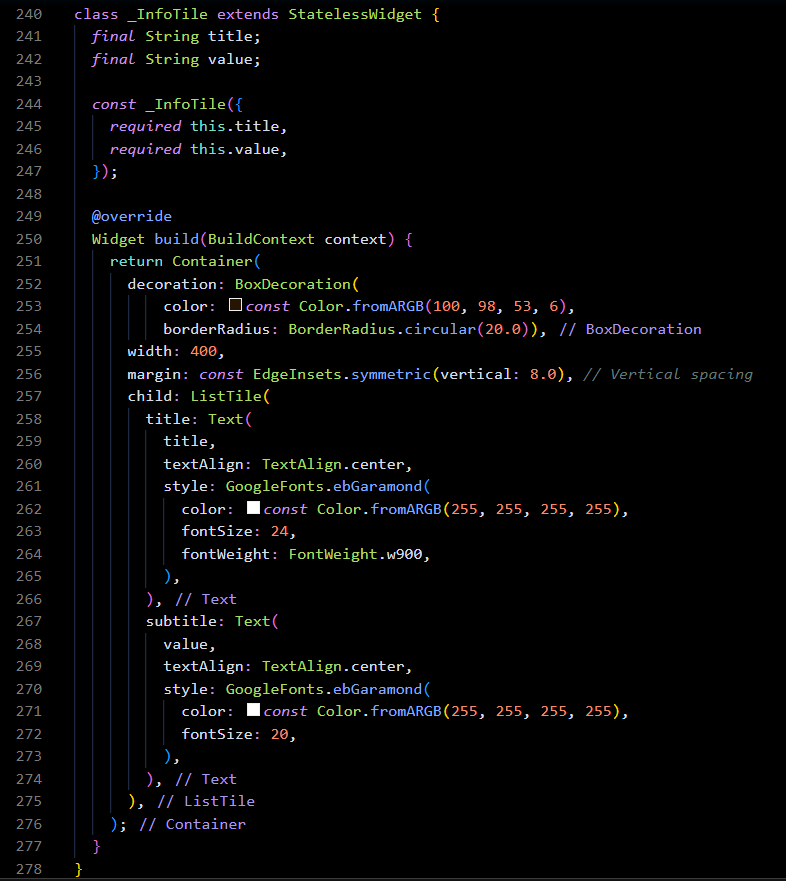 240 class _InfoTile extends StatelessWidget {
241   final String title;
242   final String value;
243
244   const _InfoTile({
245     required this.title,
246     required this.value,
247   });
248
249   @override
250   Widget build(BuildContext context) {
251     return Container(
252       decoration: BoxDecoration(
253           color: const Color.fromARGB(100, 98, 53, 6),
254           borderRadius: BorderRadius.circular(20.0)), // BoxDecoration
255       width: 400,
256       margin: const EdgeInsets.symmetric(vertical: 8.0), // Vertical spacing
257       child: ListTile(
258         title: Text(
259           title,
260           textAlign: TextAlign.center,
261           style: GoogleFonts.ebGaramond(
262             color: const Color.fromARGB(255, 255, 255, 255),
263             fontSize: 24,
264             fontWeight: FontWeight.w900,
265           ),
266         ), // Text
267         subtitle: Text(
268           value,
269           textAlign: TextAlign.center,
270           style: GoogleFonts.ebGaramond(
271             color: const Color.fromARGB(255, 255, 255, 255),
272             fontSize: 20,
273           ),
274         ), // Text
275       ), // ListTile
276     ); // Container
277   }
278 }